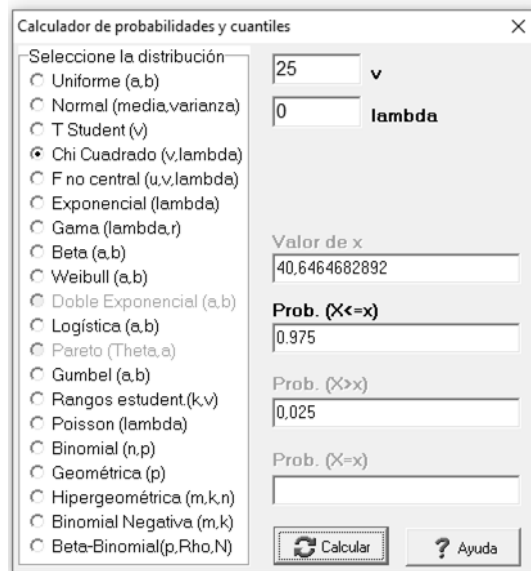 Calculador de probabilidades y cuantiles
Seleccione la distribución
Uniforme (a,b)
Normal (media,varianza)
T Student (v)
Chi Cuadrado (v,lambda)
F no central (u,v,lambda)
Exponencial (lambda)
Gama (lambda,r)
Beta (a,b)
Weibull (a,b)
Doble Exponencial (a,b)
Logística (a,b)
Pareto (Theta,a)
Gumbel (a,b)
Rangos estudent.(k,v)
Poisson (lambda)
Binomial (n,p)
Geométrica (p)
Hipergeométrica (m,k,n)
Binomial Negativa (m,k)
Beta-Binomial(p,Rho,N)
25 v
0 lambda
Valor de x
40,6464682892
Prob. (X<=x)
0.975
Prob. (X>x)
0,025
Prob. (X=x)
Calcular
? Ayuda